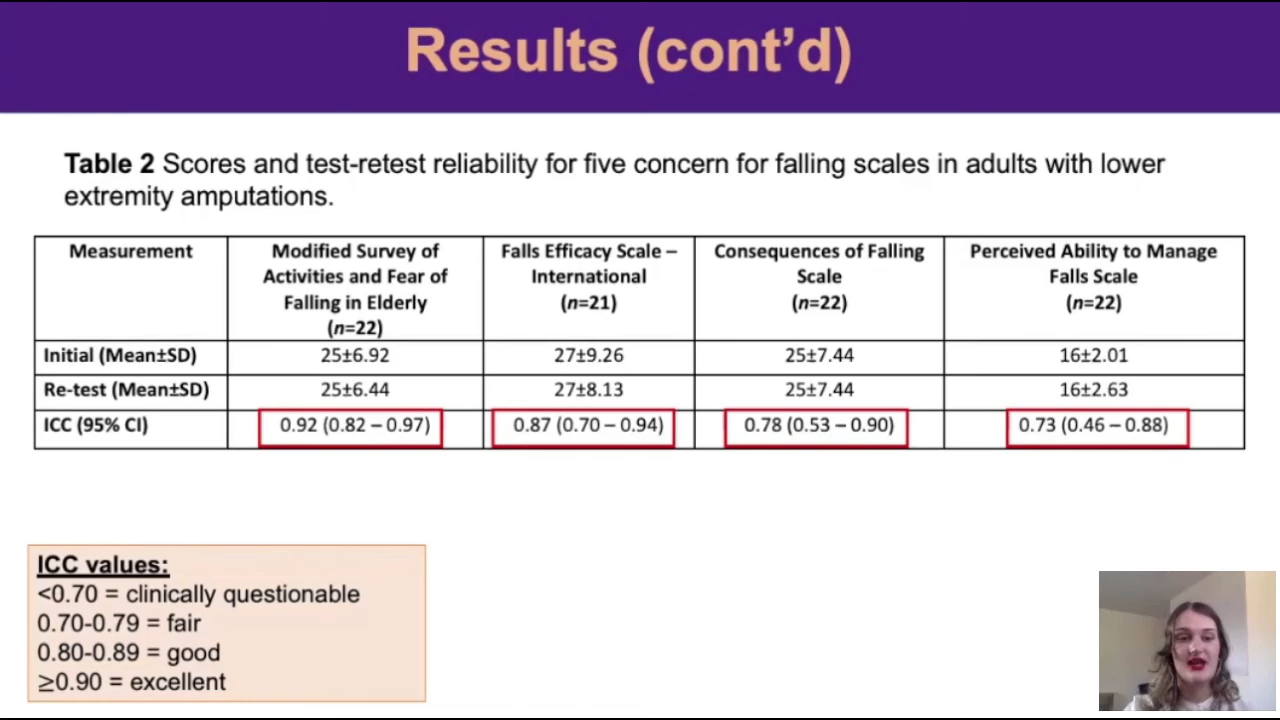 Results (cont’d)
Table 2 Scores and test-retest reliability for five concern for falling scales in adults with lower
extremity amputations.
Measurement
Modified Survey of
Activities and Fear of
Falling in Elderly
(n=22)
Falls Efficacy Scale –
International
(n=21)
Consequences of Falling
Scale
(n=22)
Perceived Ability to Manage
Falls Scale
(n=22)
Initial (Mean±SD) 25±6.92 27±9.26 25±7.44 16±2.01
Re-test (Mean±SD) 25±6.44 27±8.13 25±7.44 16±2.63
ICC (95% CI) 0.92 (0.82 – 0.97) 0.87 (0.70 – 0.94) 0.78 (0.53 – 0.90) 0.73 (0.46 – 0.88)
ICC values:
<0.70 = clinically questionable
0.70-0.79 = fair
0.80-0.89 = good
≥0.90 = excellent